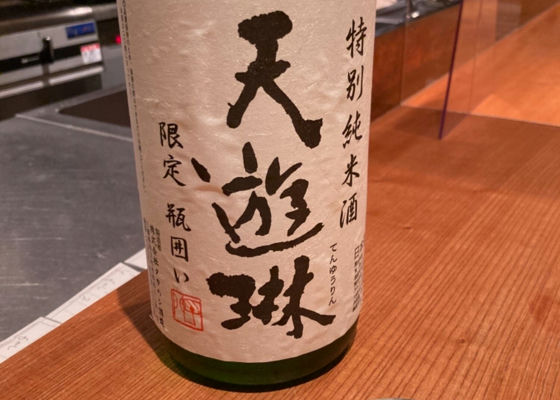 特別純米酒
天遊琳
てんゆうりん
限定 瓶囲い